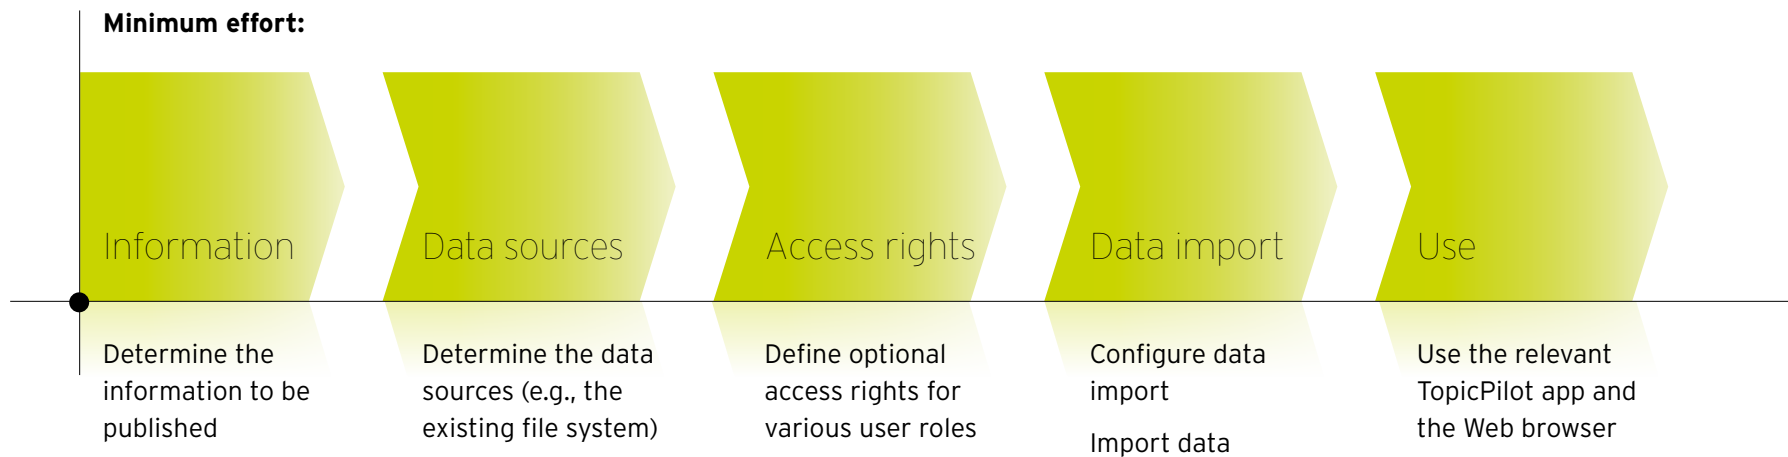 Minimum effort:
Information
Data sources
Access rights
Data import
Use
Determine the
information to be
published
Determine the data
sources (e.g., the
existing file system)
Define optional
access rights for
various user roles
Configure data
import
Import data
Use the relevant
TopicPilot app and
the Web browser